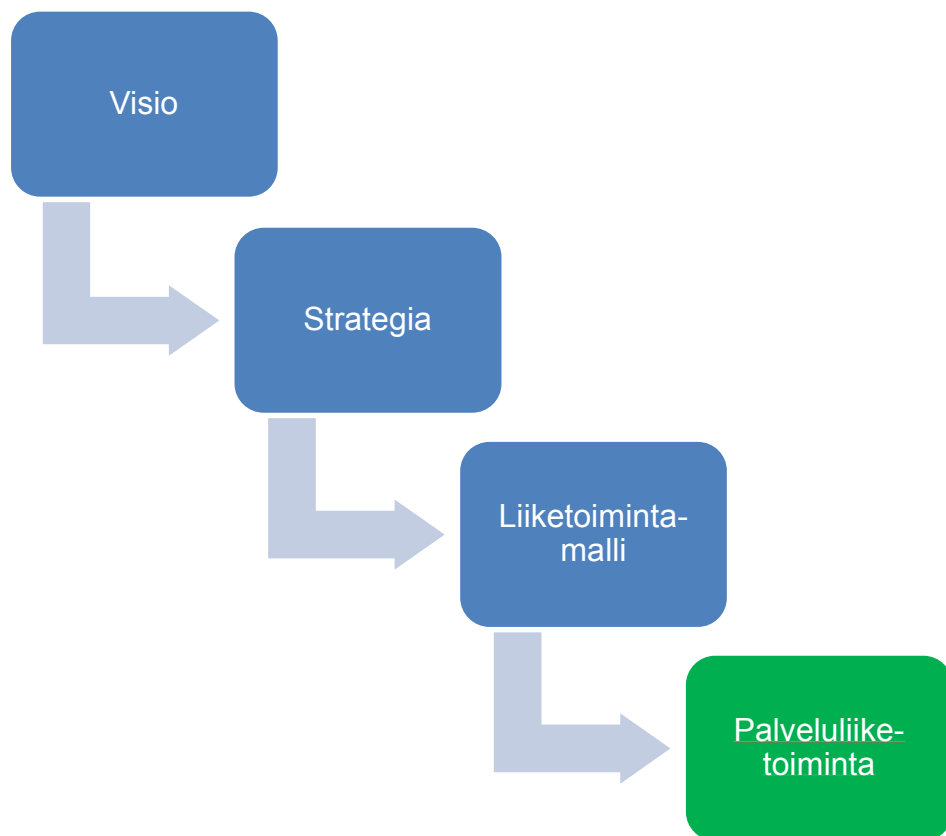 Visio
Strategia
Liiketoiminta-
malli
Palveluliike-
toiminta